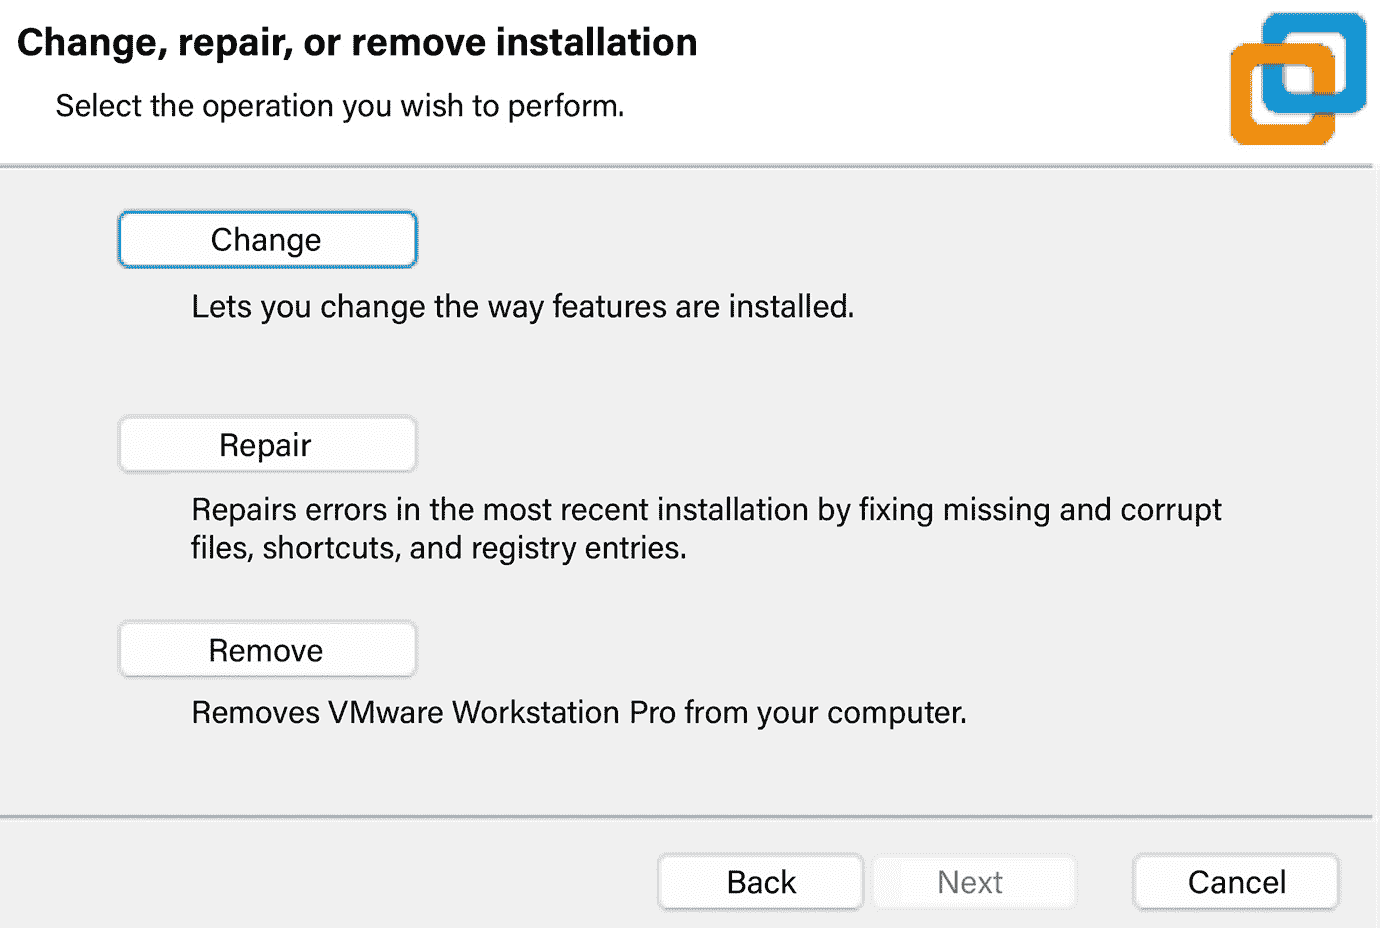 Change, repair, or remove installation
Select the operation you wish to perform.
Change
Lets you change the way features are installed.
Repair
Repairs errors in the most recent installation by fixing missing and corrupt
files, shortcuts, and registry entries.
Remove
Removes VMware Workstation Pro from your computer.
Back
Next
Cancel